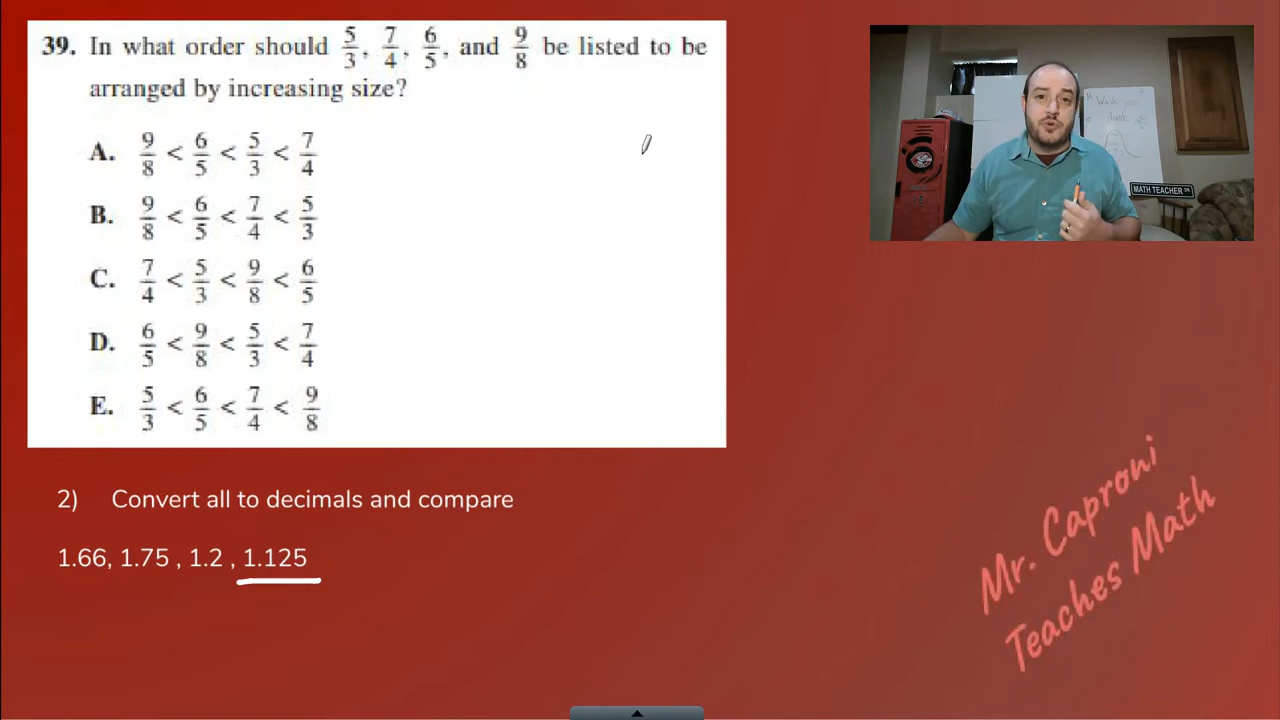 39. In what order should 5/3, 7/4, 6/5, and 9/8 be listed to be
arranged by increasing size?
A. 9/8 < 6/5 < 5/3 < 7/4
B. 9/8 < 6/5 < 7/4 < 5/3
C. 7/4 < 5/3 < 9/8 < 6/5
D. 6/5 < 9/8 < 5/3 < 7/4
E. 5/3 < 6/5 < 7/4 < 9/8
2) Convert all to decimals and compare
1.66, 1.75 , 1.2 , 1.125
Wash your
Hands
MATH TEACHER DR
Mr. Caproni
Teaches Math